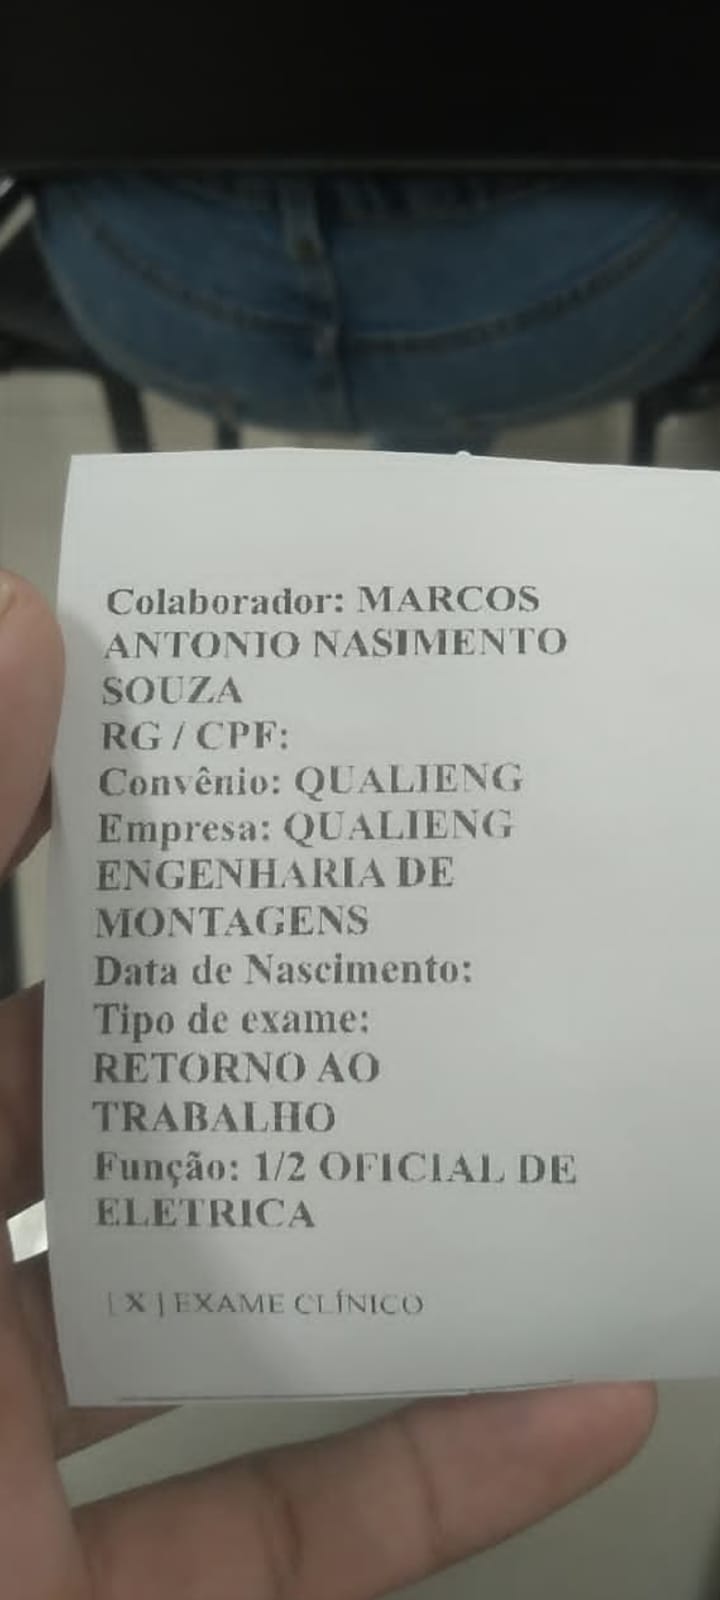 Colaborador: MARCOS
ANTONIO NASIMENTO
SOUZA
RG / CPF:
Convênio: QUALIENG
Empresa: QUALIENG
ENGENHARIA DE
MONTAGENS
Data de Nascimento:
Tipo de exame:
RETORNO AO
TRABALHO
Função: 1/2 OFICIAL DE
ELETRICA
[ X ] EXAME CLÍNICO